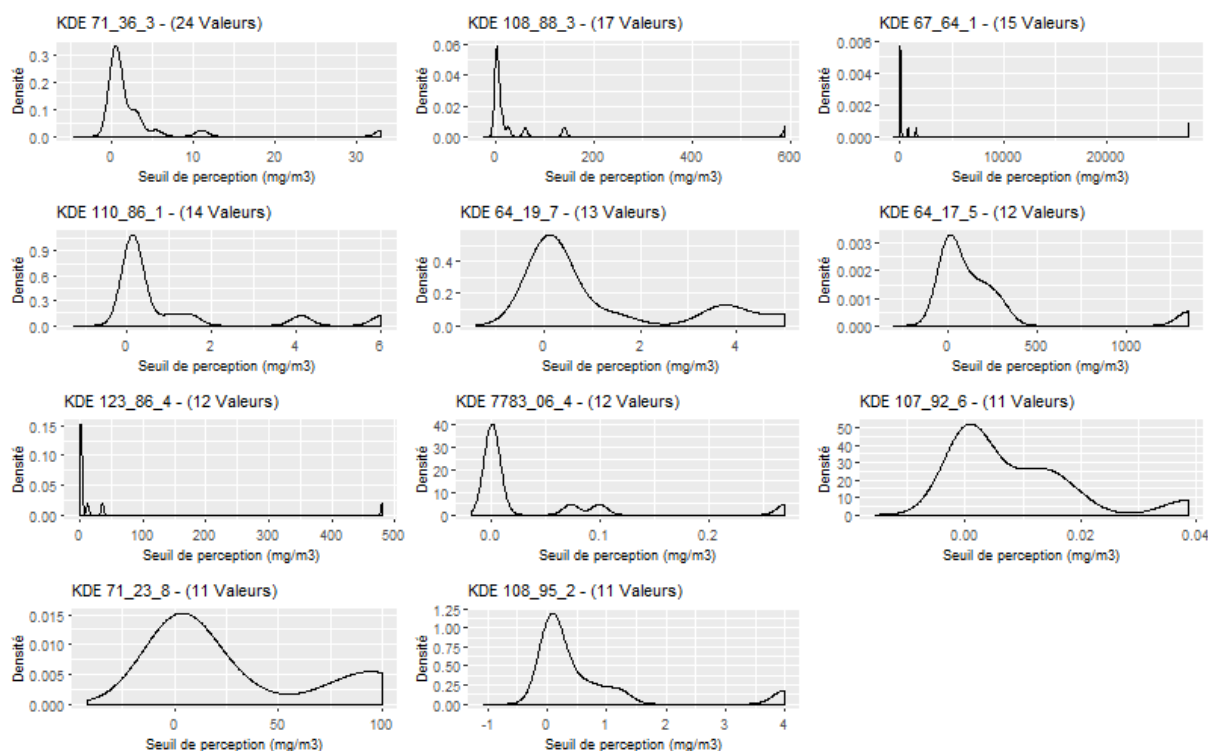 KDE 71_36_3 - (24 Valeurs)
KDE 108_88_3 - (17 Valeurs)
KDE 67_64_1 - (15 Valeurs)
Densité
0.3
0.2
0.1
0.0
0
10
20
30
Seuil de perception (mg/m3)
Densité
0.06
0.04
0.02
0.00
0
200
400
600
Seuil de perception (mg/m3)
Densité
0.006
0.004
0.002
0.000
0
10000
20000
Seuil de perception (mg/m3)
KDE 110_86_1 - (14 Valeurs)
KDE 64_19_7 - (13 Valeurs)
KDE 64_17_5 - (12 Valeurs)
Densité
0.9
0.6
0.3
0.0
0
2
4
6
Seuil de perception (mg/m3)
Densité
0.4
0.2
0.0
0
2
4
Seuil de perception (mg/m3)
Densité
0.003
0.002
0.001
0.000
0
500
1000
Seuil de perception (mg/m3)
KDE 123_86_4 - (12 Valeurs)
KDE 7783_06_4 - (12 Valeurs)
KDE 107_92_6 - (11 Valeurs)
Densité
0.15
0.10
0.05
0.00
0
100
200
300
400
500
Seuil de perception (mg/m3)
Densité
40
30
20
10
0
0.0
0.1
0.2
Seuil de perception (mg/m3)
Densité
50
40
30
20
10
0
0.00
0.02
0.04
Seuil de perception (mg/m3)
KDE 71_23_8 - (11 Valeurs)
KDE 108_95_2 - (11 Valeurs)
Densité
0.015
0.010
0.005
0.000
0
50
100
Seuil de perception (mg/m3)
Densité
1.25
1.00
0.75
0.50
0.25
0.00
-1
0
1
2
3
4
Seuil de perception (mg/m3)